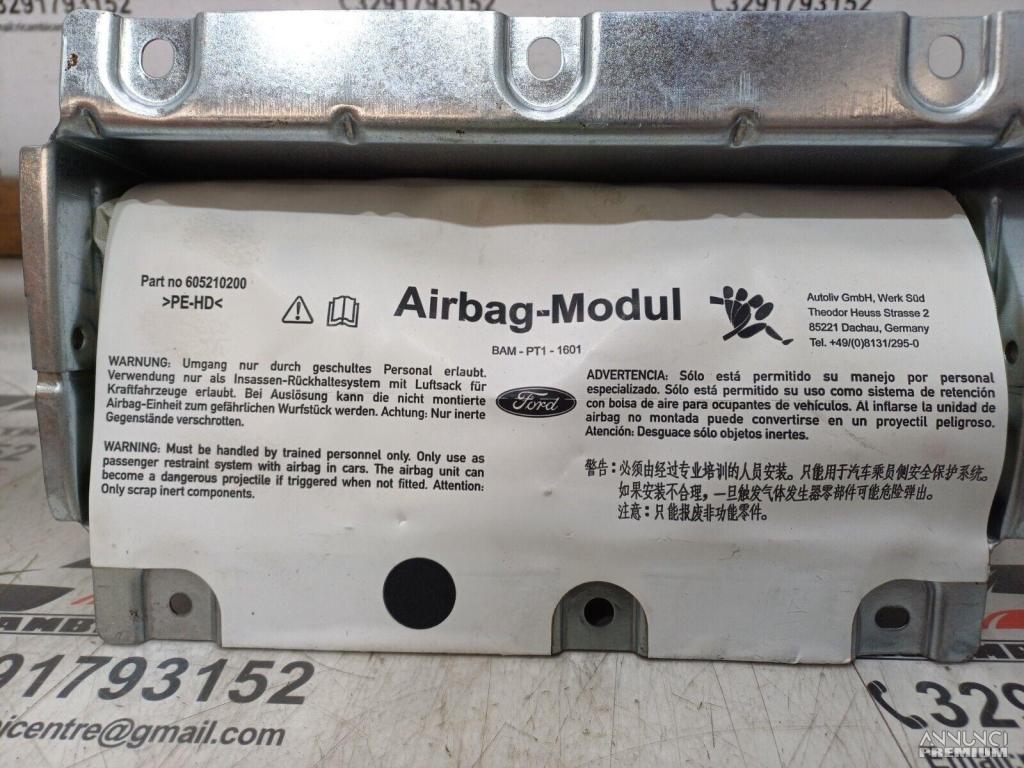 3291793152
3291793152
Part no 605210200
>PE-HD<
Airbag-Modul
BAM - PT1 - 1601
Autoliv GmbH, Werk Süd
Theodor Heuss Strasse 2
85221 Dachau, Germany
Tel. +49/(0)8131/295-0
WARNUNG: Umgang nur durch geschultes Personal erlaubt.
Verwendung nur als Insassen-Rückhaltesystem mit Luftsack für
Kraftfahrzeuge erlaubt. Bei Auslösung kann die nicht montierte
Airbag-Einheit zum gefährlichen Wurfstück werden. Achtung: Nur inerte
Gegenstände verschrotten.
WARNING: Must be handled by trained personnel only. Only use as
passenger restraint system with airbag in cars. The airbag unit can
become a dangerous projectile if triggered when not fitted. Attention:
Only scrap inert components.
Ford
ADVERTENCIA: Sólo está permitido su manejo por personal
especializado. Sólo está permitido su uso como sistema de retención
con bolsa de aire para ocupantes de vehículos. Al inflarse la unidad de
airbag no montada puede convertirse en un proyectil peligroso.
Atención: Desguace sólo objetos inertes.
警告：必须由经过专业培训的人员安装。只能用于汽车乘员侧安全保护系统。
如果安装不合理，一旦触发气体发生器零部件可能危险弹出。
注意：只能报废非功能零件。
91793152
icentre@gmail.com
329
Email:
ANNUNCI
PREMIUM